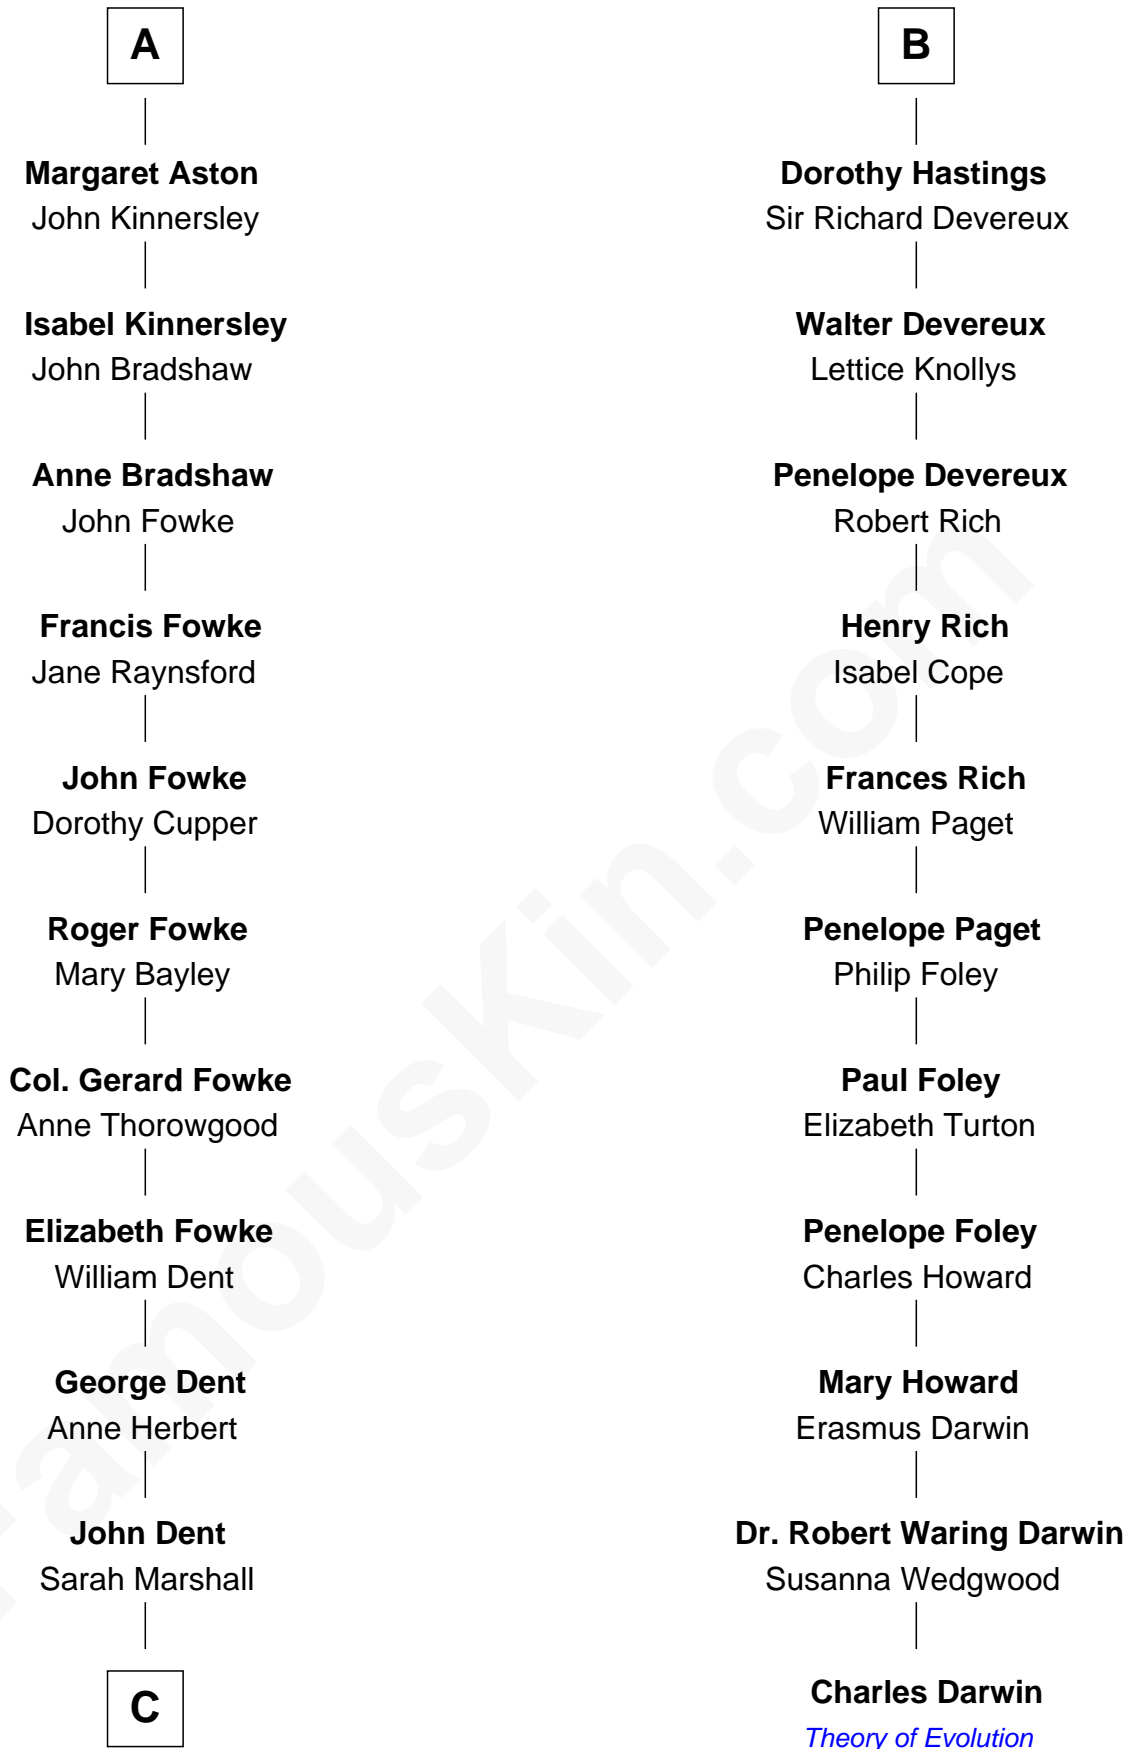 A
Margaret Aston
John Kinnersley
Isabel Kinnersley
John Bradshaw
Anne Bradshaw
John Fowke
Francis Fowke
Jane Raynsford
John Fowke
Dorothy Cupper
Roger Fowke
Mary Bayley
Col. Gerard Fowke
Anne Thorowgood
Elizabeth Fowke
William Dent
George Dent
Anne Herbert
John Dent
Sarah Marshall
C
B
Dorothy Hastings
Sir Richard Devereux
Walter Devereux
Lettice Knollys
Penelope Devereux
Robert Rich
Henry Rich
Isabel Cope
Frances Rich
William Paget
Penelope Paget
Philip Foley
Paul Foley
Elizabeth Turton
Penelope Foley
Charles Howard
Mary Howard
Erasmus Darwin
Dr. Robert Waring Darwin
Susanna Wedgwood
Charles Darwin
Theory of Evolution
FamousKin.com